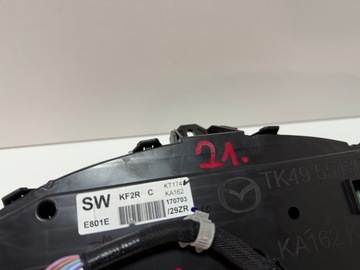 21.
SW KF2R C KT174
KA162
E801E 170703
/29ZR
TK49
KA162